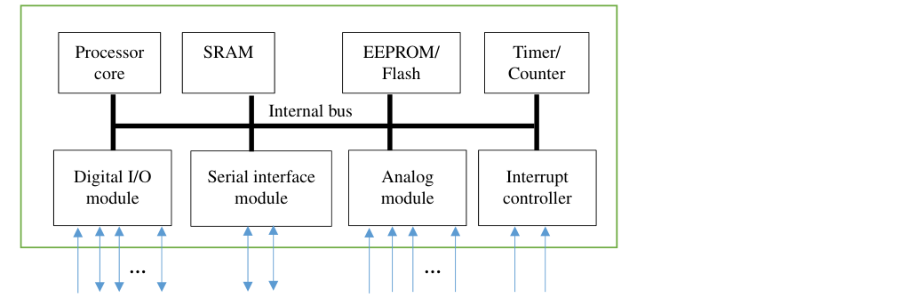 Processor
core
SRAM
EEPROM/
Flash
Timer/
Counter
Internal bus
Digital I/O
module
Serial interface
module
Analog
module
Interrupt
controller
...
...